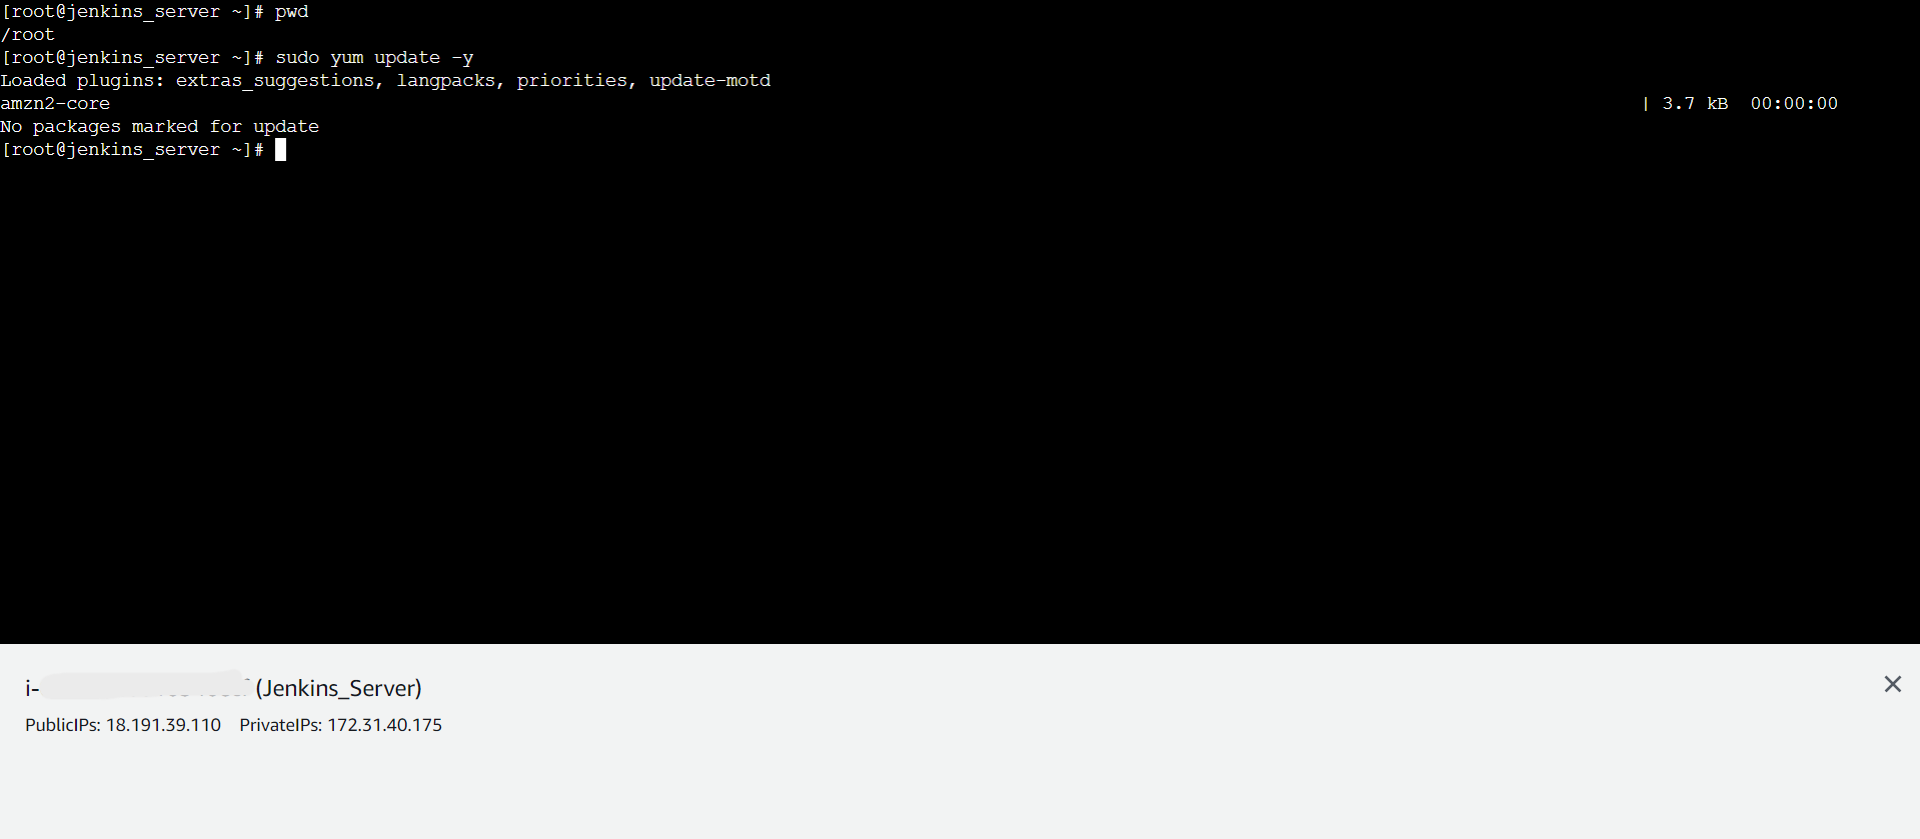 [root@jenkins_server ~]# pwd
/root
[root@jenkins_server ~]# sudo yum update -y
Loaded plugins: extras_suggestions, langpacks, priorities, update-motd
amzn2-core | 3.7 kB 00:00:00
No packages marked for update
[root@jenkins_server ~]#
i- (Jenkins_Server)
PublicIPs: 18.191.39.110 PrivateIPs: 172.31.40.175